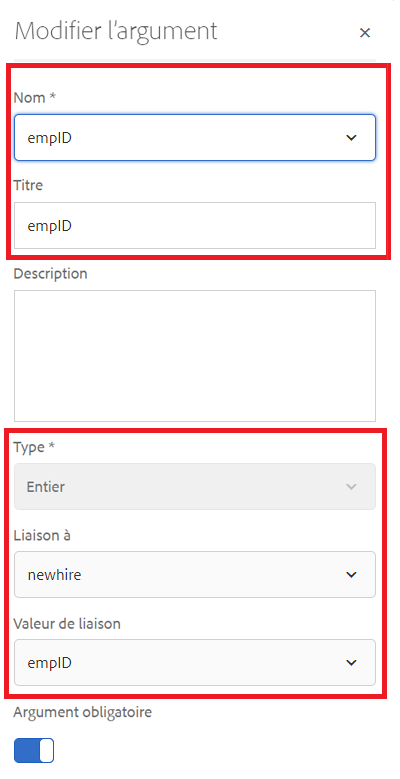 Modifier l'argument
Nom *
empID
Titre
empID
Description
Type *
Entier
Liaison à
newhire
Valeur de liaison
empID
Argument obligatoire